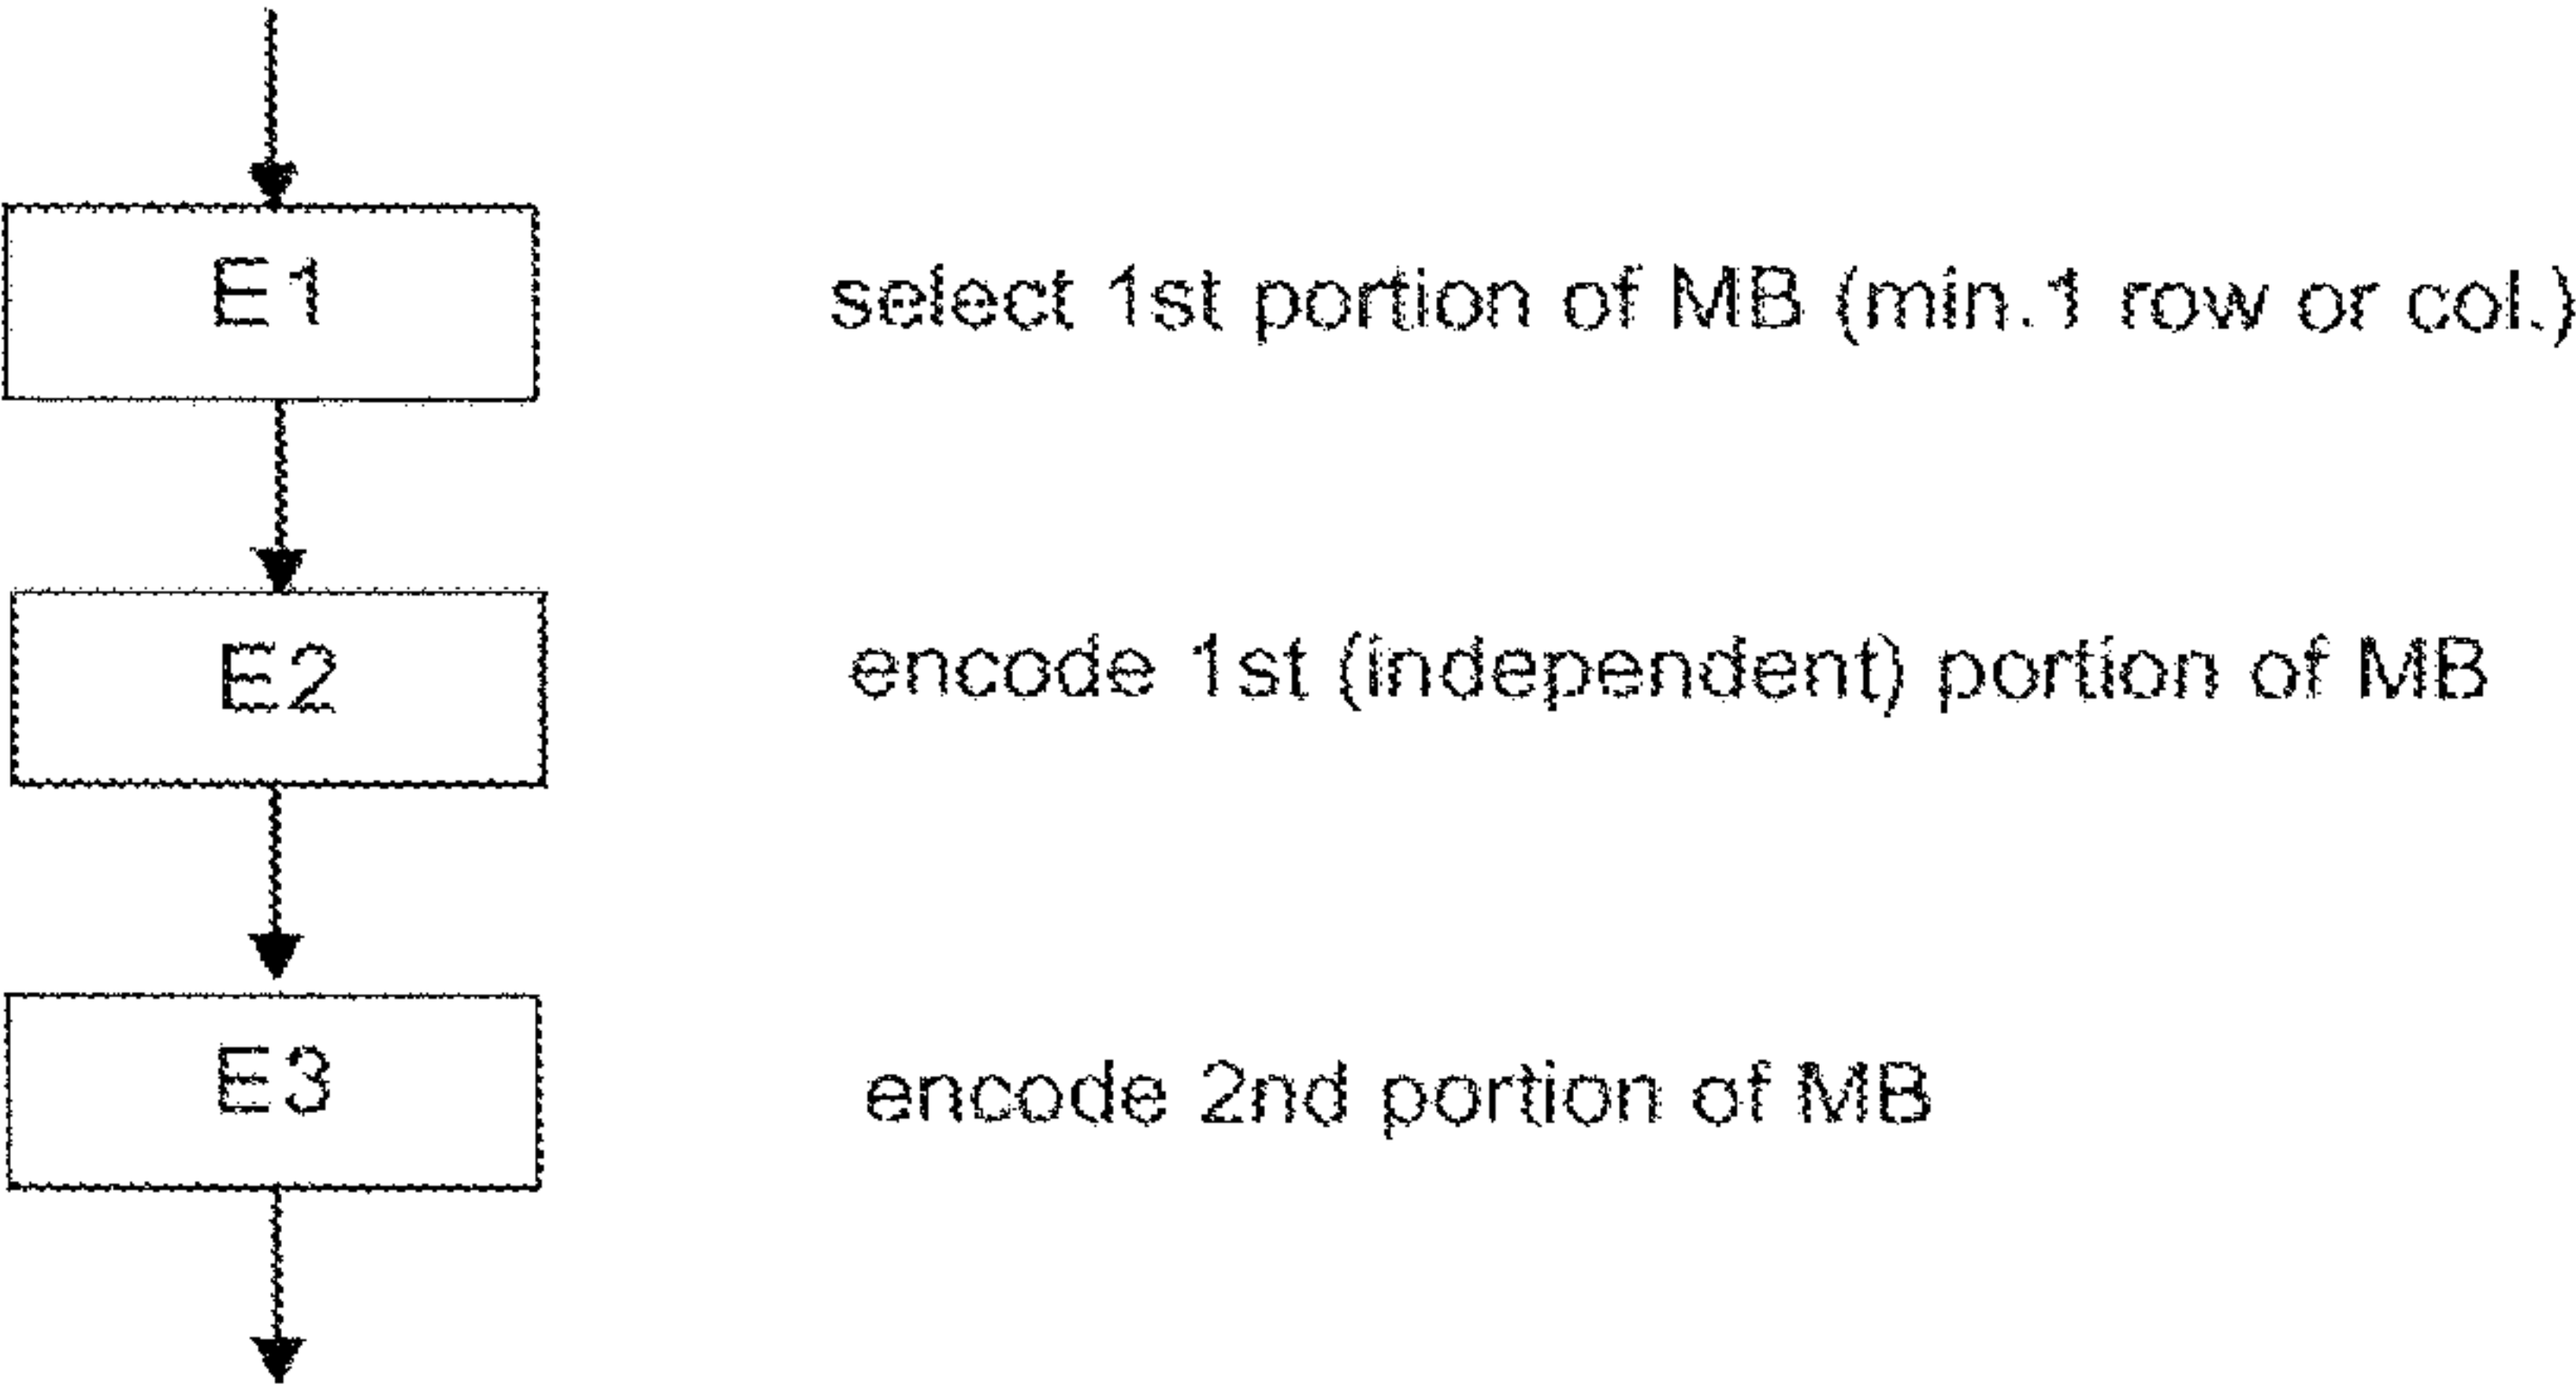 E1
select 1st portion of MB (min.1 row or col.)
E2
encode 1st (independent) portion of MB
E3
encode 2nd portion of MB